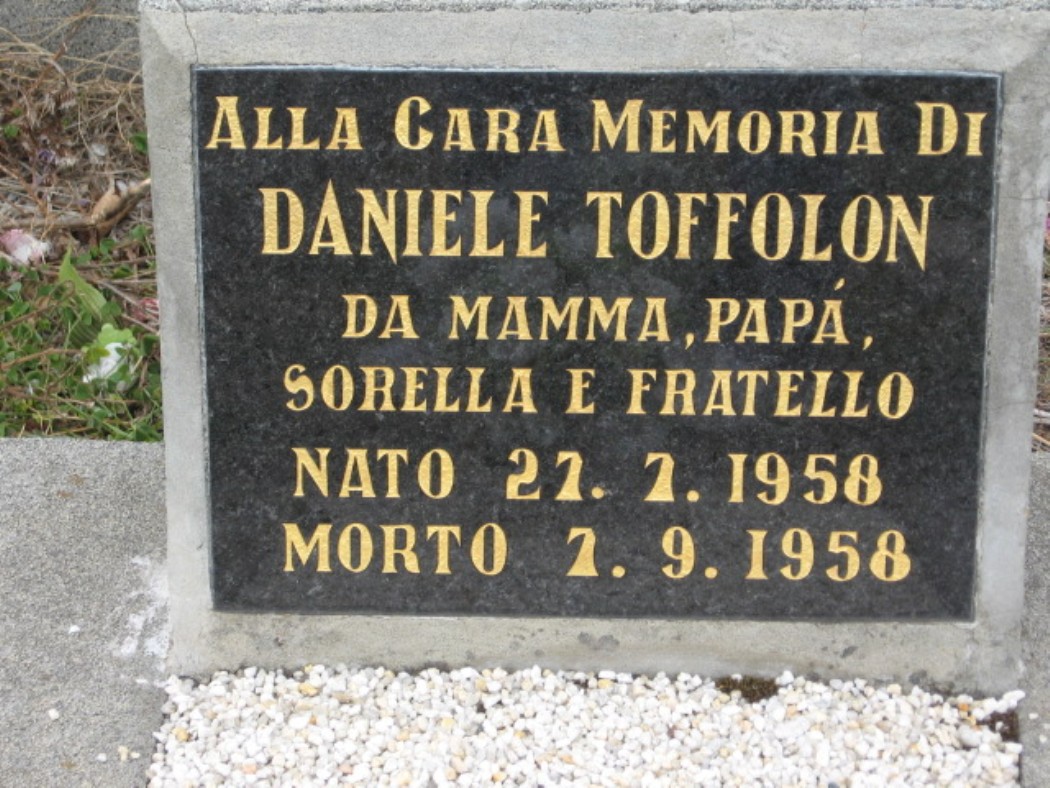 ALLA CARA MEMORIA DI
DANIELE TOFFOLON
DA MAMMA, PAPÁ,
SORELLA E FRATELLO
NATO 27. 7. 1958
MORTO 7. 9. 1958